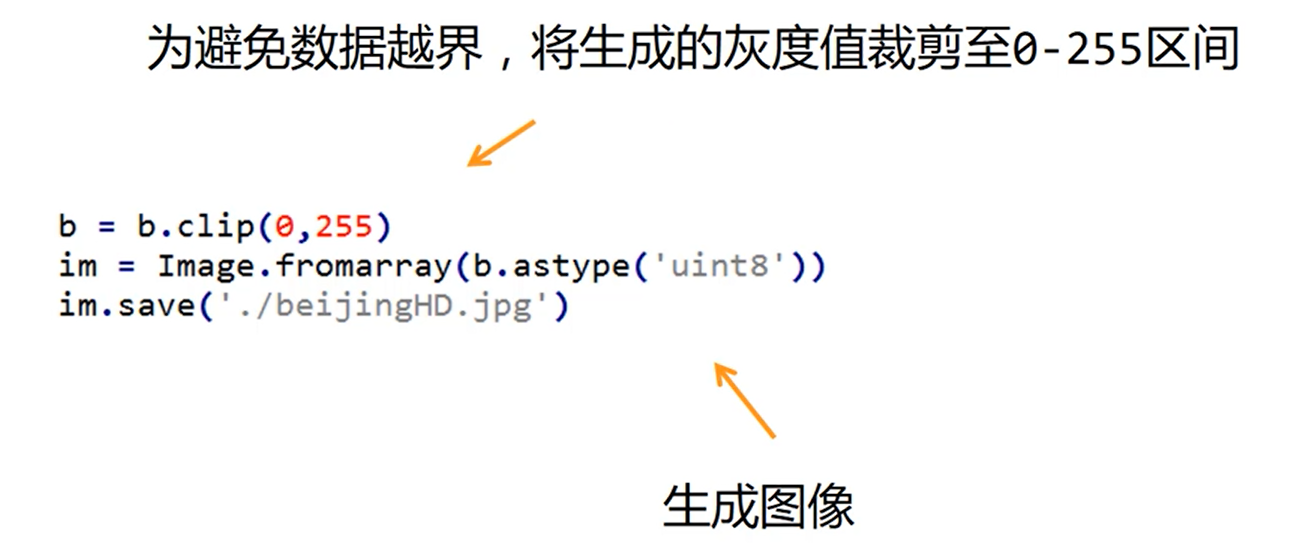 为避免数据越界，将生成的灰度值裁剪至0-255区间
b = b.clip(0,255)
im = Image.fromarray(b.astype('uint8'))
im.save('./beijingHD.jpg')
生成图像